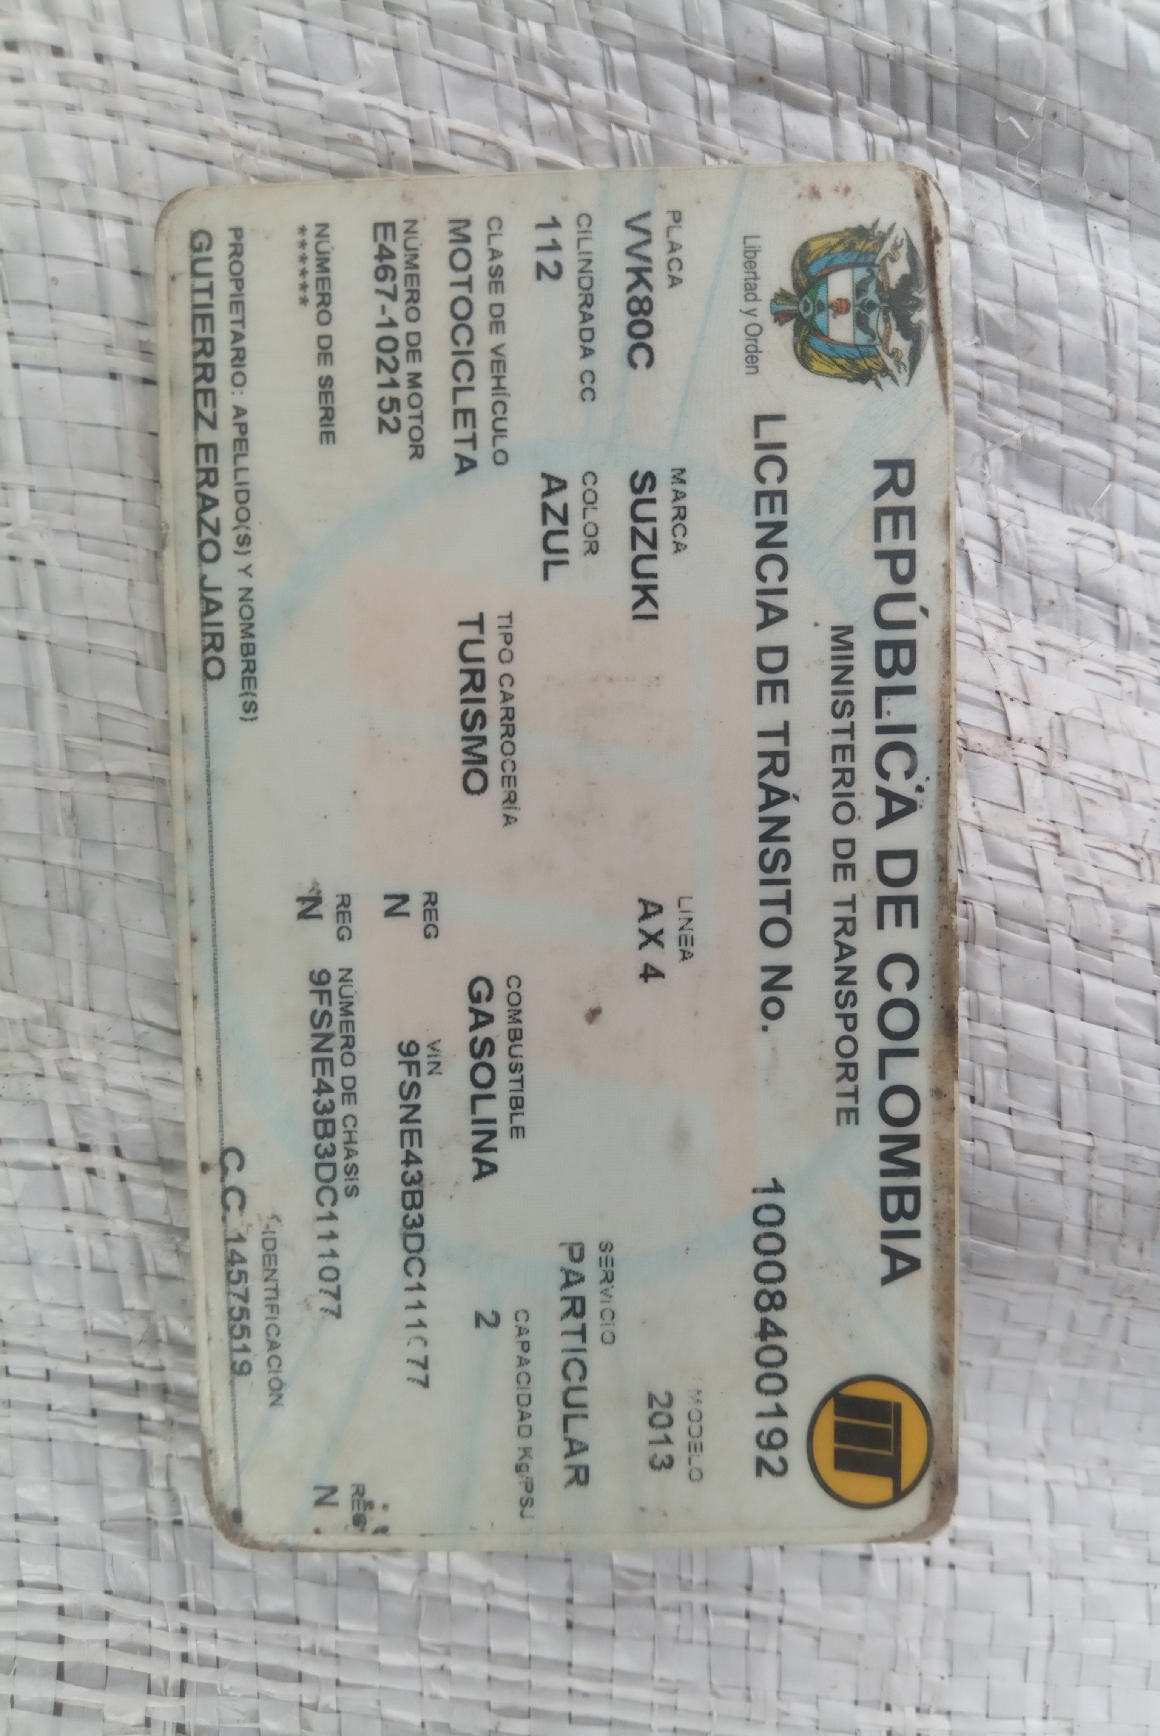 REPÚBLICA DE COLOMBIA
MINISTERIO DE TRANSPORTE
Libertad y Orden
LICENCIA DE TRÁNSITO No. 10008400192
PLACA MARCA LÍNEA MODELO
VVK80C SUZUKI AX 4 2013
CILINDRADA CC COLOR SERVICIO
112 AZUL PARTICULAR
CLASE DE VEHÍCULO TIPO CARROCERÍA COMBUSTIBLE CAPACIDAD Kg/PSJ
MOTOCICLETA TURISMO GASOLINA 2
NÚMERO DE MOTOR REG VIN
E467-102152 N 9FSNE43B3DC111077
NÚMERO DE SERIE REG NÚMERO DE CHASIS REG
****** N 9FSNE43B3DC111077 N
PROPIETARIO: APELLIDO(S) Y NOMBRE(S) IDENTIFICACIÓN
GUTIERREZ ERAZO JAIRO C.C. 14575519